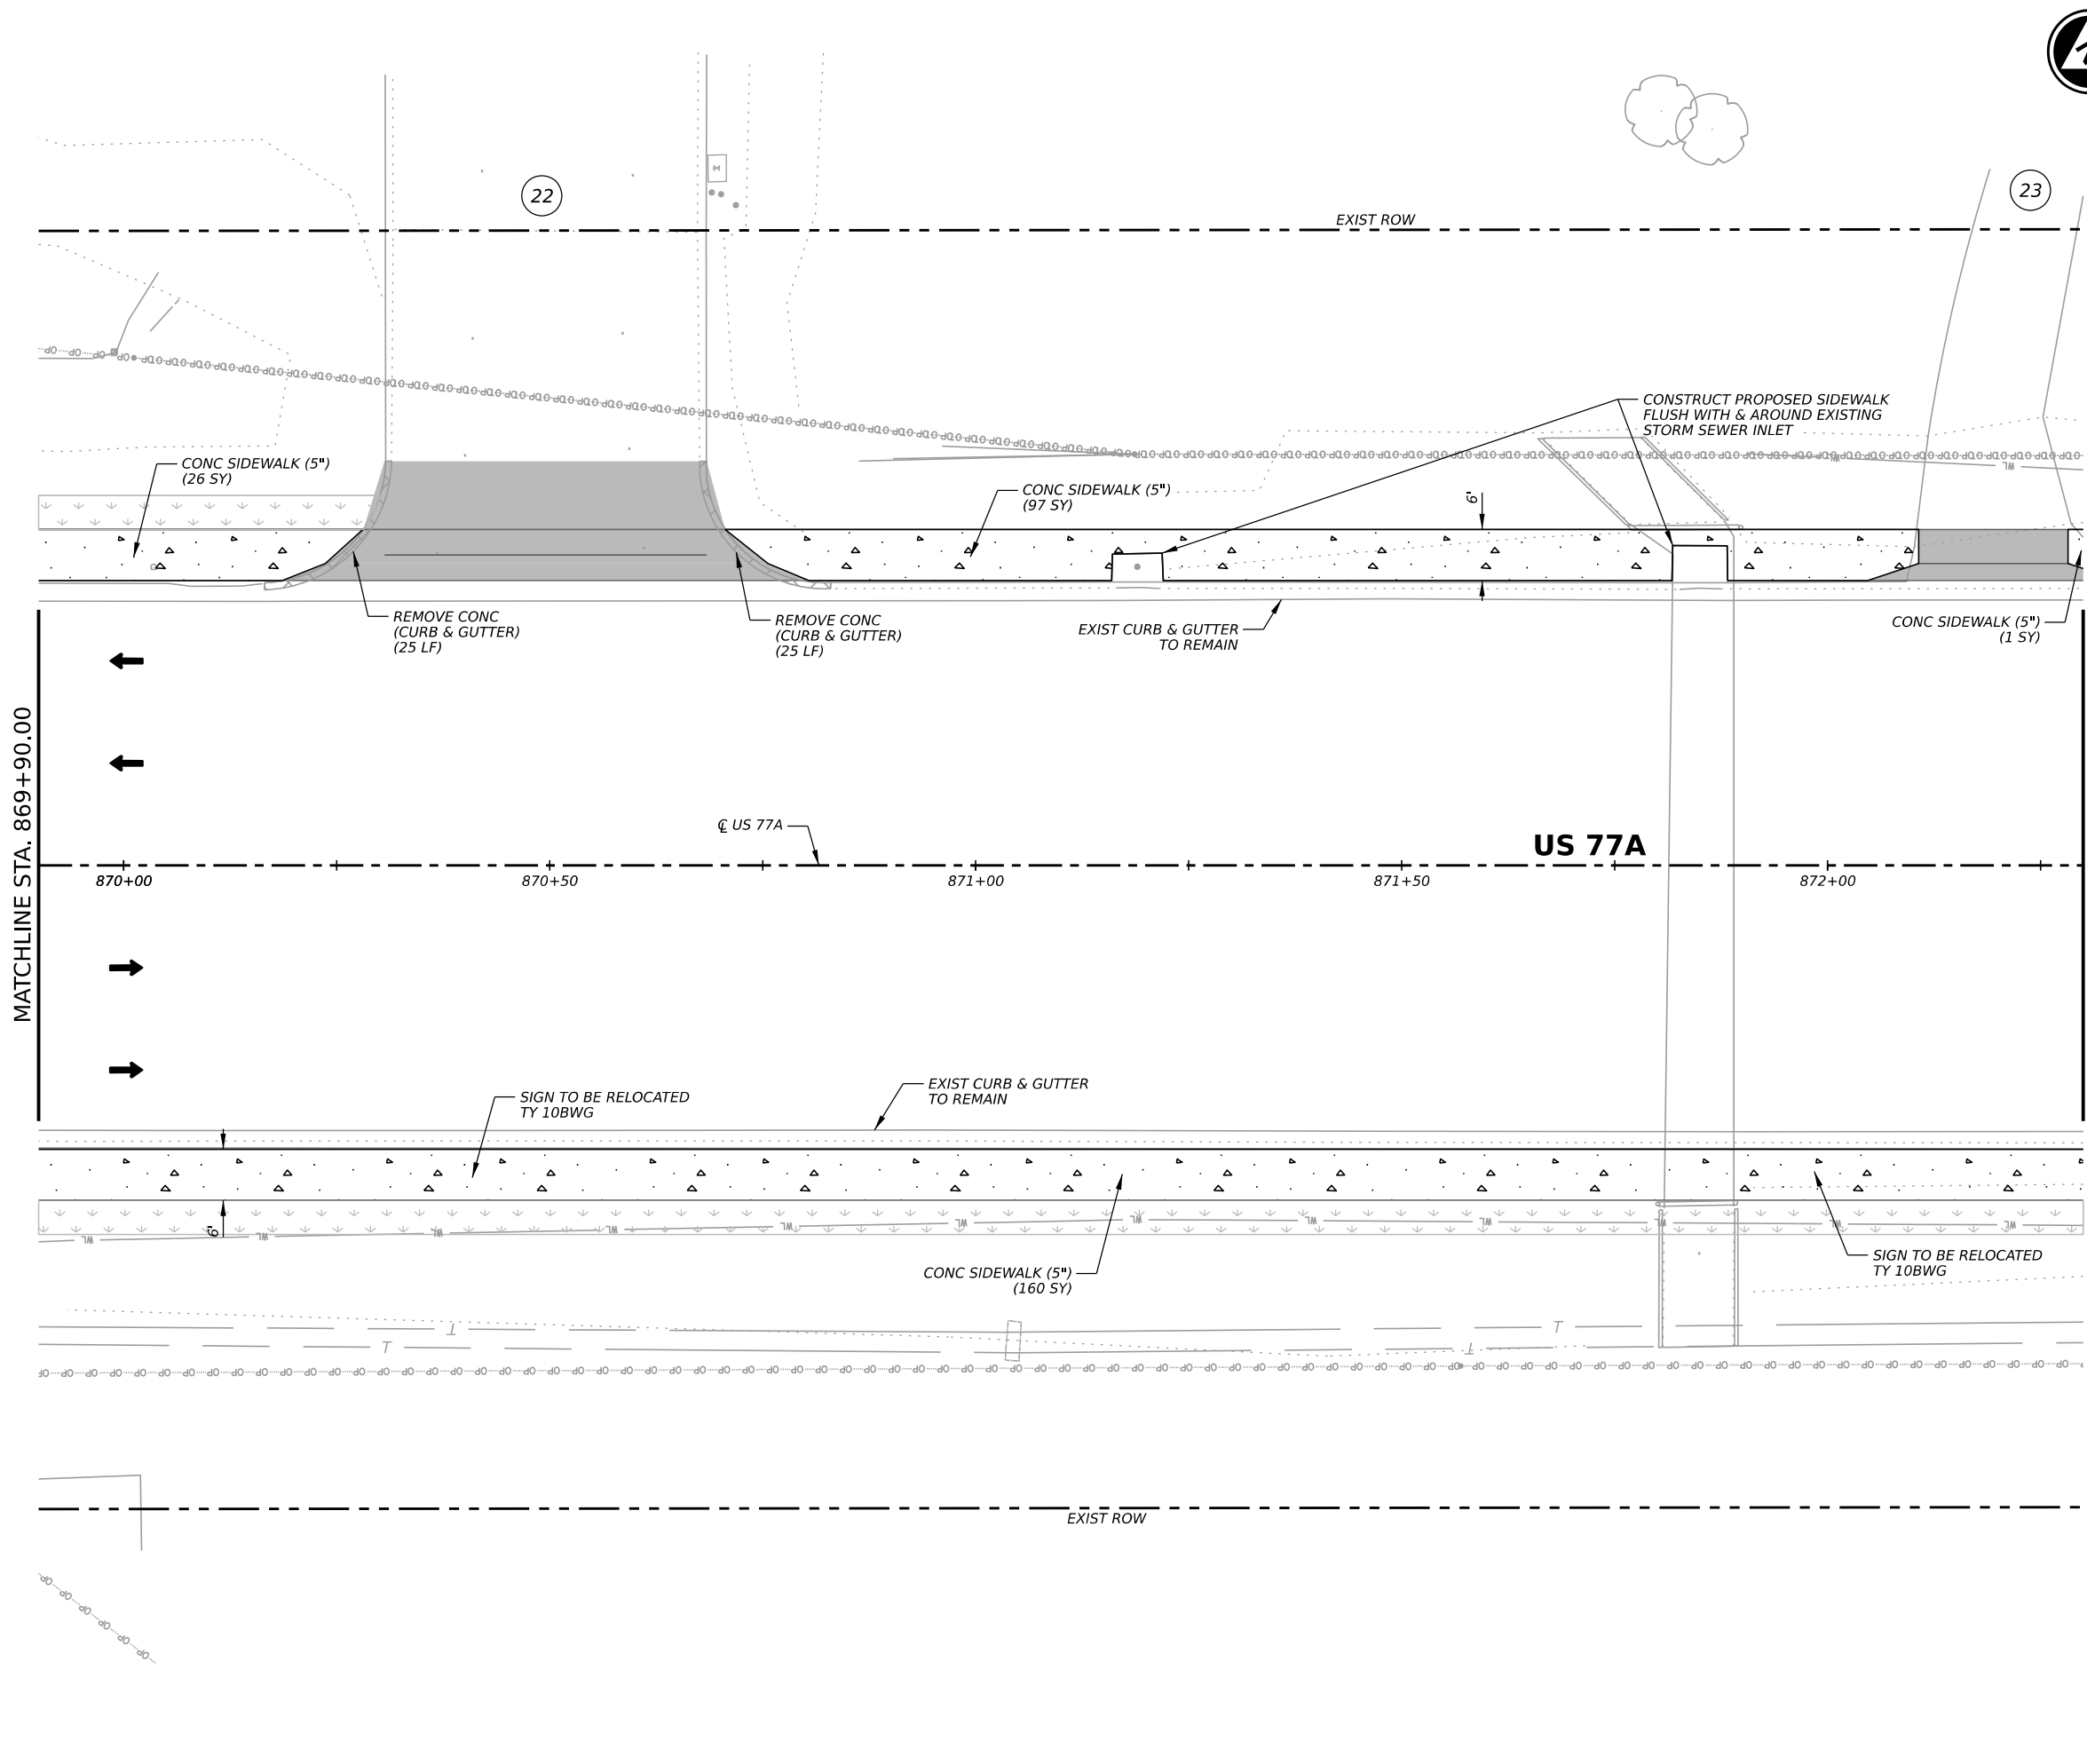 22
23
EXIST ROW
CONSTRUCT PROPOSED SIDEWALK
FLUSH WITH & AROUND EXISTING
STORM SEWER INLET
CONC SIDEWALK (5")
(26 SY)
CONC SIDEWALK (5")
(97 SY)
6'
REMOVE CONC
(CURB & GUTTER)
(25 LF)
REMOVE CONC
(CURB & GUTTER)
(25 LF)
EXIST CURB & GUTTER
TO REMAIN
CONC SIDEWALK (5")
(1 SY)
MATCHLINE STA. 869+90.00
℄ US 77A
US 77A
870+00
870+50
871+00
871+50
872+00
SIGN TO BE RELOCATED
TY 10BWG
EXIST CURB & GUTTER
TO REMAIN
6'
CONC SIDEWALK (5")
(160 SY)
SIGN TO BE RELOCATED
TY 10BWG
EXIST ROW